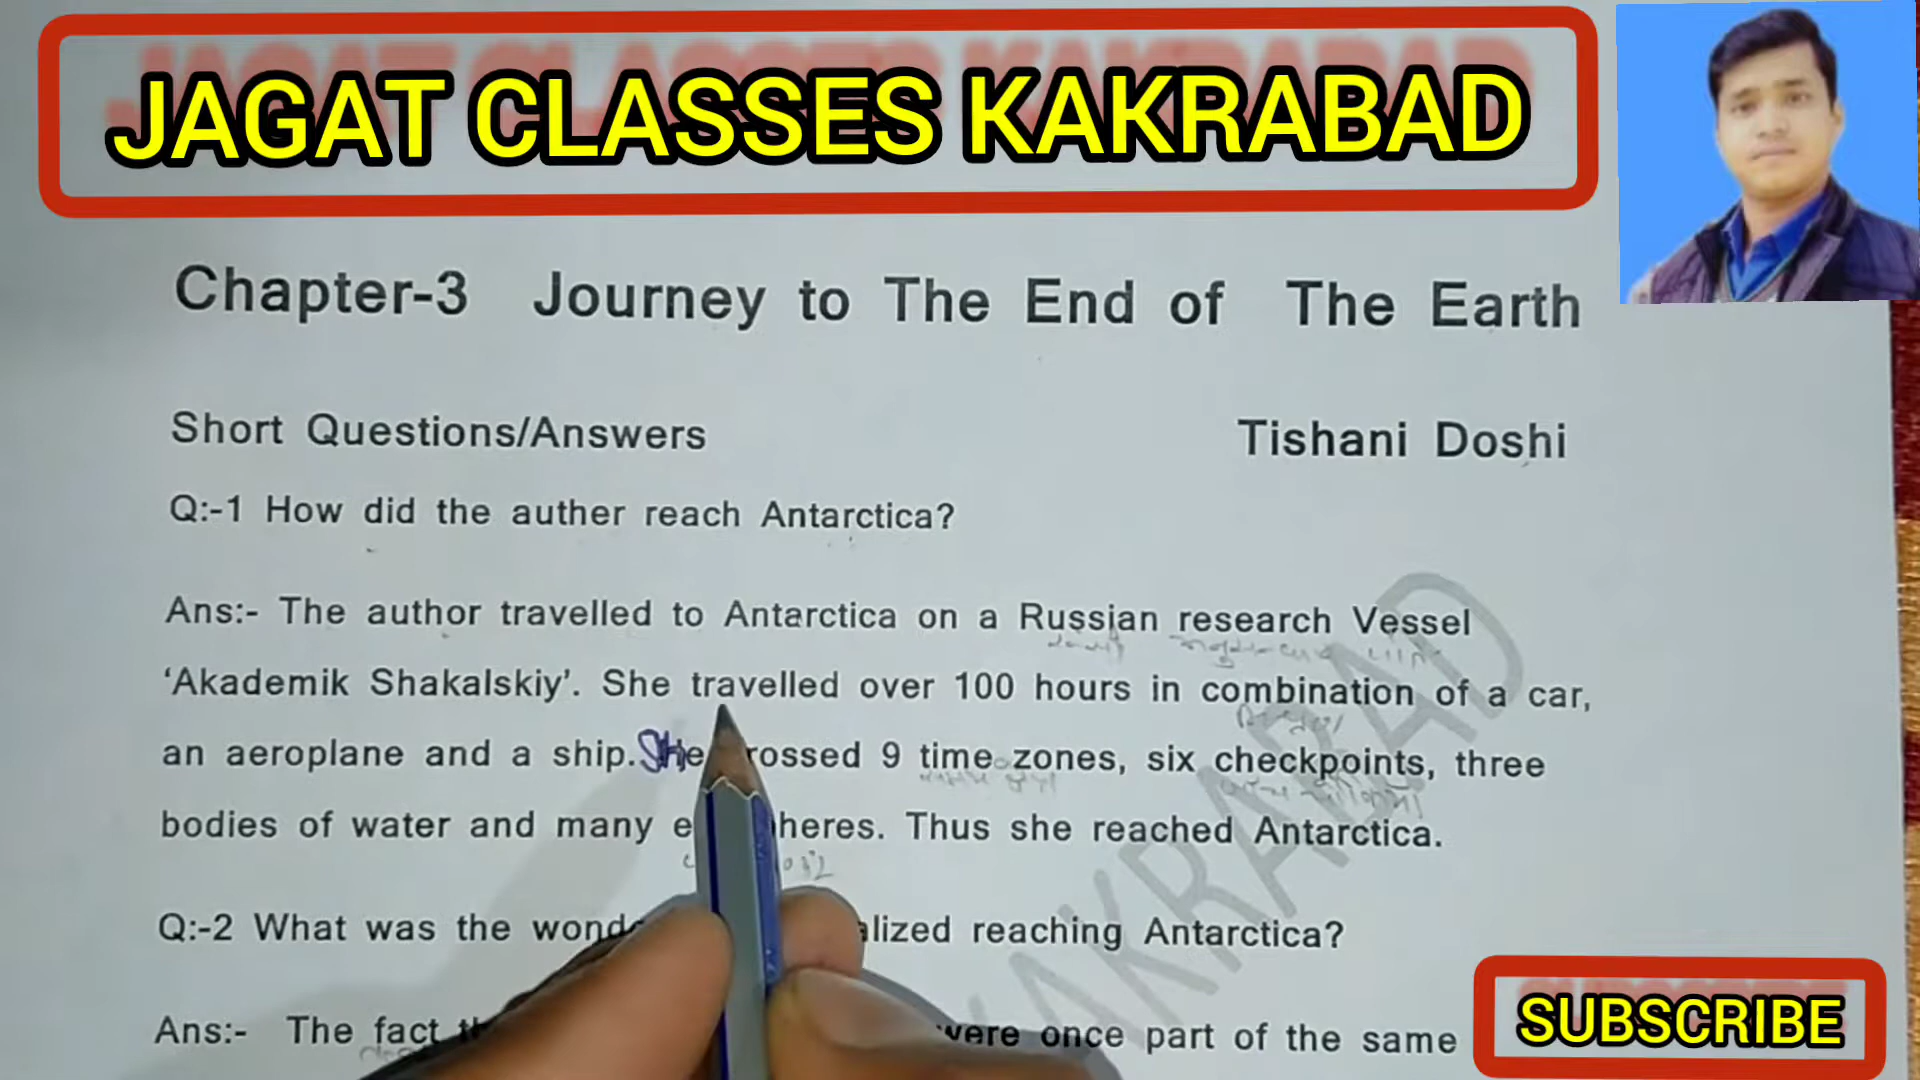 JAGAT CLASSES KAKRABAD
Chapter-3 Journey to The End of The Earth
Short Questions/Answers
Tishani Doshi
Q:-1 How did the auther reach Antarctica?
Ans:- The author travelled to Antarctica on a Russian research Vessel
'Akademik Shakalskiy'. She travelled over 100 hours in combination of a car,
an aeroplane and a ship. She rossed 9 time zones, six checkpoints, three
bodies of water and many heres. Thus she reached Antarctica.
Q:-2 What was the alized reaching Antarctica?
Ans:- The fact were once part of the same
KAKRABAD
SUBSCRIBE